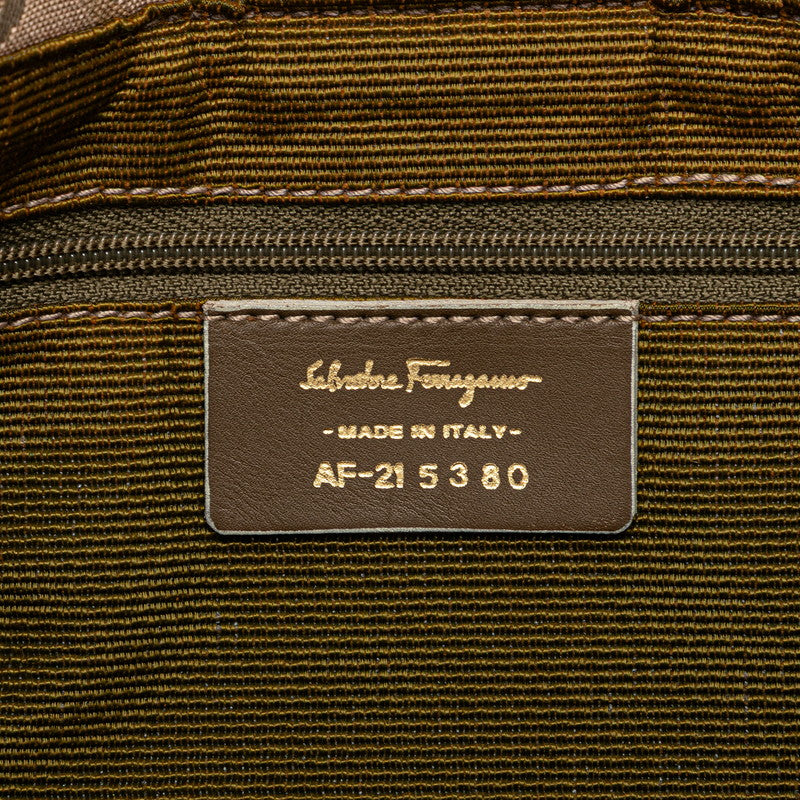 Salvatore Ferragamo
- MADE IN ITALY -
AF-21 5380